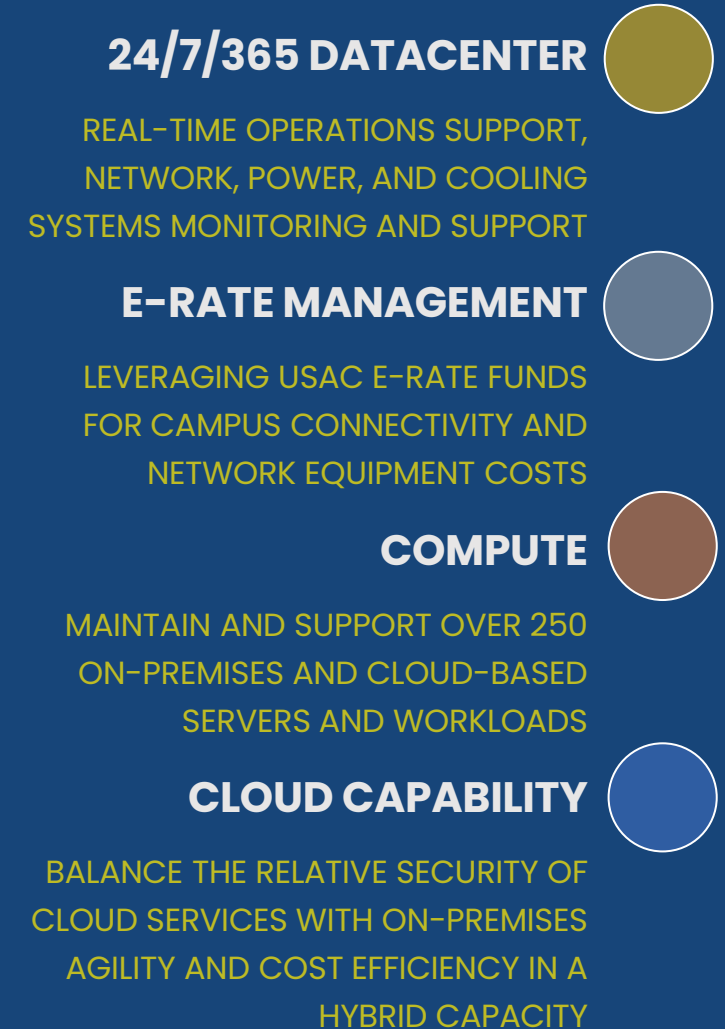 24/7/365 DATACENTER
REAL-TIME OPERATIONS SUPPORT,
NETWORK, POWER, AND COOLING
SYSTEMS MONITORING AND SUPPORT
E-RATE MANAGEMENT
LEVERAGING USAC E-RATE FUNDS
FOR CAMPUS CONNECTIVITY AND
NETWORK EQUIPMENT COSTS
COMPUTE
MAINTAIN AND SUPPORT OVER 250
ON-PREMISES AND CLOUD-BASED
SERVERS AND WORKLOADS
CLOUD CAPABILITY
BALANCE THE RELATIVE SECURITY OF
CLOUD SERVICES WITH ON-PREMISES
AGILITY AND COST EFFICIENCY IN A
HYBRID CAPACITY